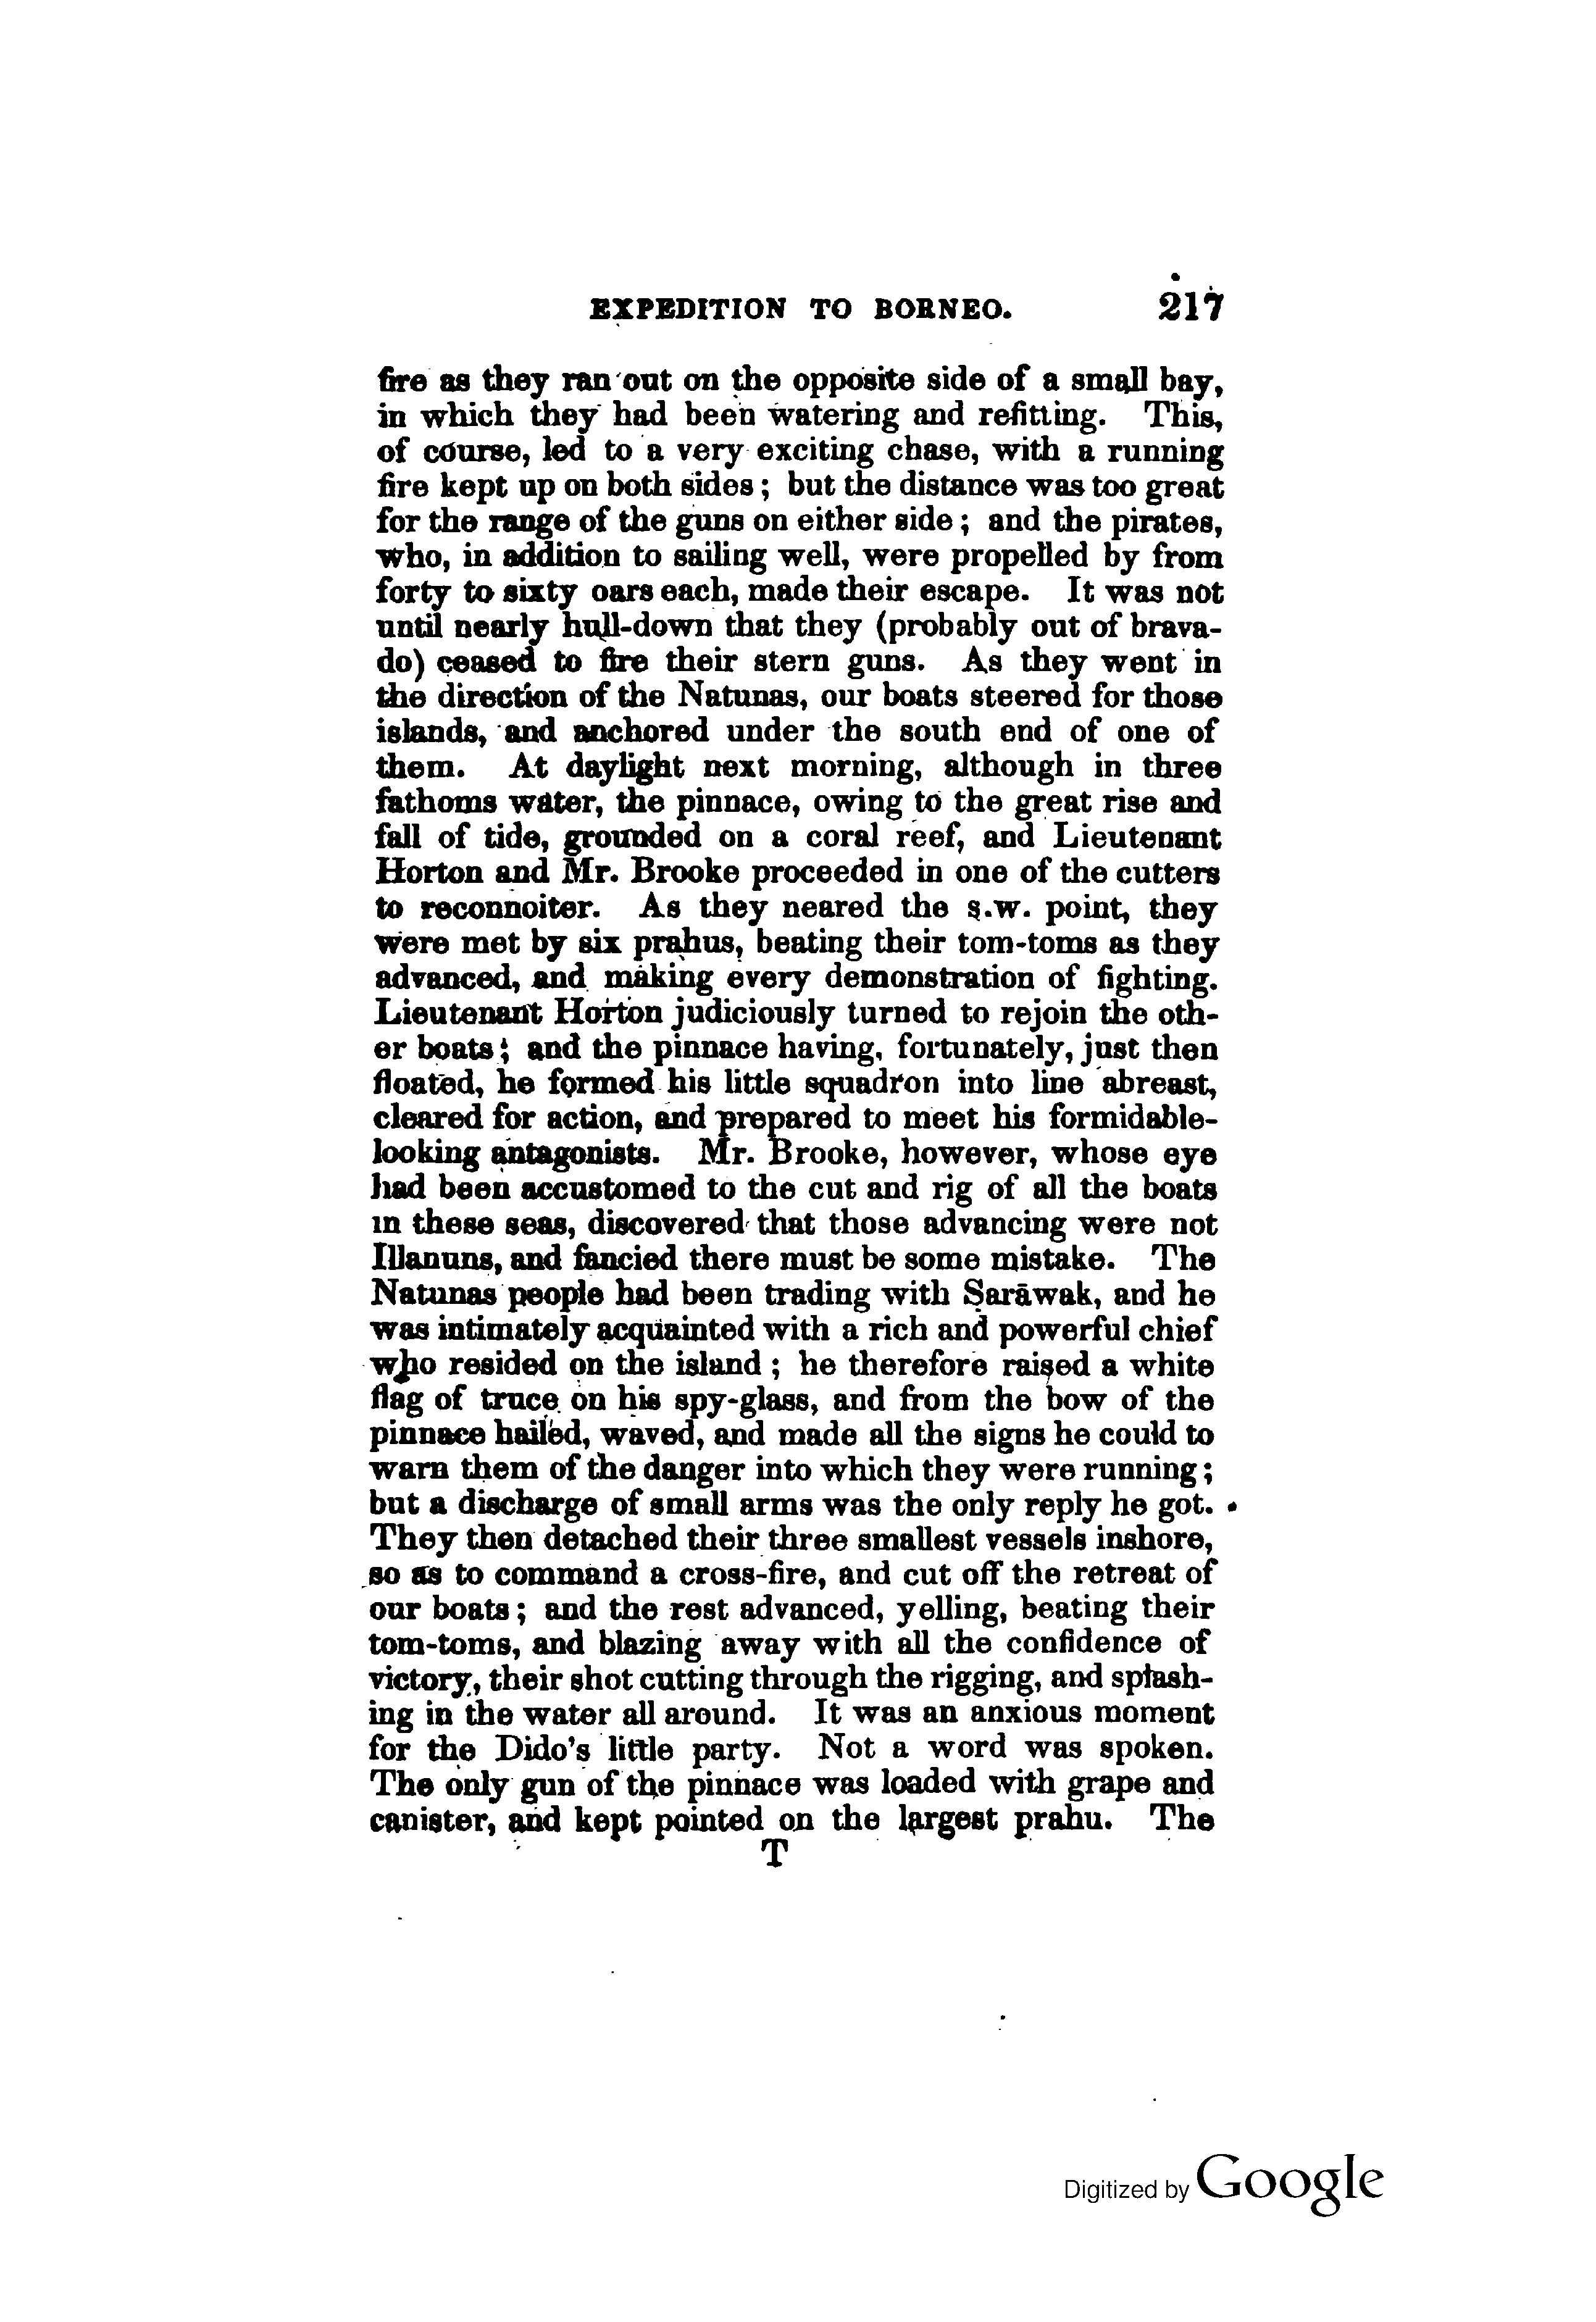 EXPEDITION TO BORNEO. 217
fire as they ran out on the opposite side of a small bay,
in which they had been watering and refitting. This,
of course, led to a very exciting chase, with a running
fire kept up on both sides; but the distance was too great
for the range of the guns on either side; and the pirates,
who, in addition to sailing well, were propelled by from
forty to sixty oars each, made their escape. It was not
until nearly hull-down that they (probably out of brava-
do) ceased to fire their stern guns. As they went in
the direction of the Natunas, our boats steered for those
islands, and anchored under the south end of one of
them. At daylight next morning, although in three
fathoms water, the pinnace, owing to the great rise and
fall of tide, grounded on a coral reef, and Lieutenant
Horton and Mr. Brooke proceeded in one of the cutters
to reconnoiter. As they neared the s.w. point, they
were met by six prahus, beating their tom-toms as they
advanced, and making every demonstration of fighting.
Lieutenant Horton judiciously turned to rejoin the oth-
er boats; and the pinnace having, fortunately, just then
floated, he formed his little squadron into line abreast,
cleared for action, and prepared to meet his formidable-
looking antagonists. Mr. Brooke, however, whose eye
had been accustomed to the cut and rig of all the boats
in these seas, discovered that those advancing were not
Illanuns, and fancied there must be some mistake. The
Natunas people had been trading with Sarāwak, and he
was intimately acquainted with a rich and powerful chief
who resided on the island; he therefore raised a white
flag of truce on his spy-glass, and from the bow of the
pinnace hailed, waved, and made all the signs he could to
warn them of the danger into which they were running;
but a discharge of small arms was the only reply he got.
They then detached their three smallest vessels inshore,
so as to command a cross-fire, and cut off the retreat of
our boats; and the rest advanced, yelling, beating their
tom-toms, and blazing away with all the confidence of
victory, their shot cutting through the rigging, and splash-
ing in the water all around. It was an anxious moment
for the Dido's little party. Not a word was spoken.
The only gun of the pinnace was loaded with grape and
canister, and kept pointed on the largest prahu. The
T
Digitized by Google